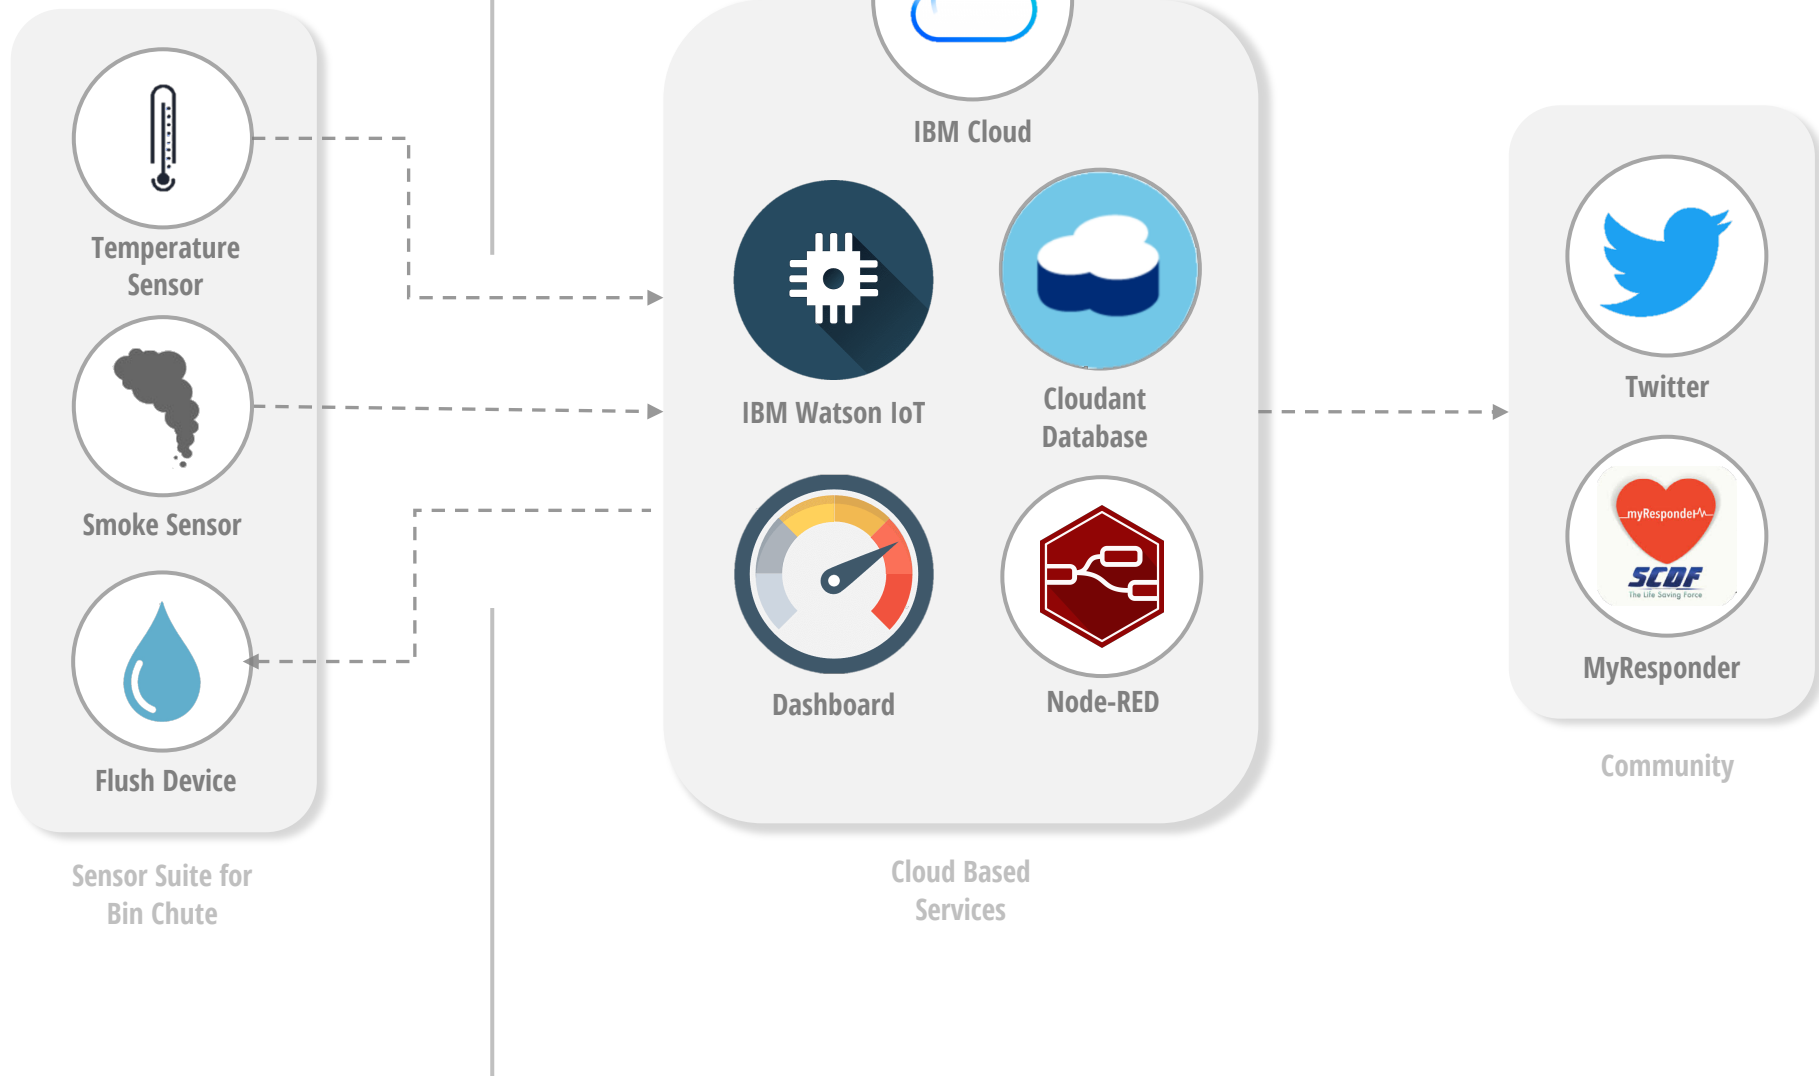 Temperature
Sensor
Smoke Sensor
Flush Device
Sensor Suite for
Bin Chute
IBM Cloud
IBM Watson IoT
Cloudant
Database
Dashboard
Node-RED
Cloud Based
Services
Twitter
myResponder
SCDF
The Life Saving Force
MyResponder
Community